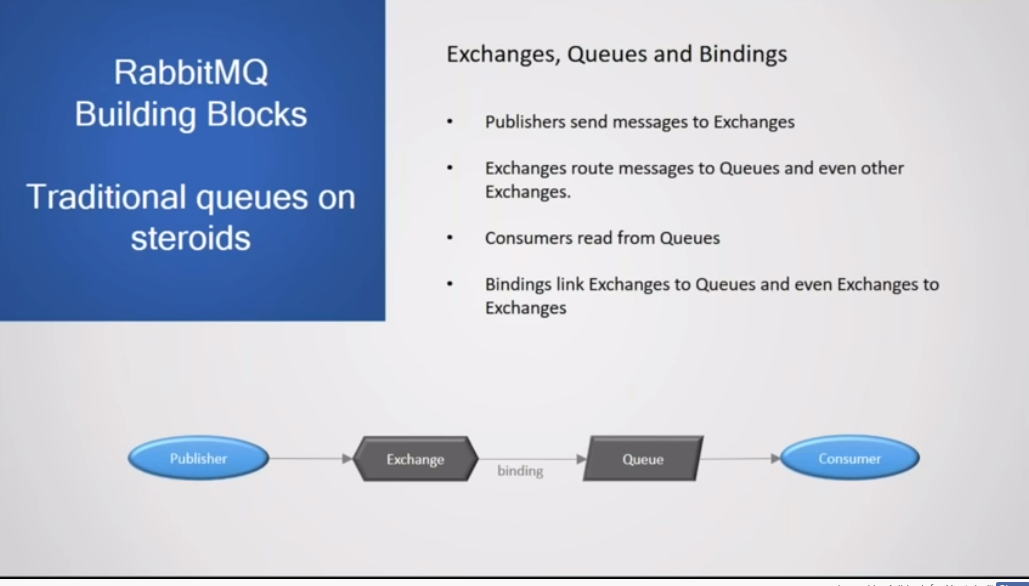 RabbitMQ
Building Blocks
Traditional queues on
steroids
Exchanges, Queues and Bindings
• Publishers send messages to Exchanges
• Exchanges route messages to Queues and even other
Exchanges.
• Consumers read from Queues
• Bindings link Exchanges to Queues and even Exchanges to
Exchanges
Publisher
Exchange
binding
Queue
Consumer